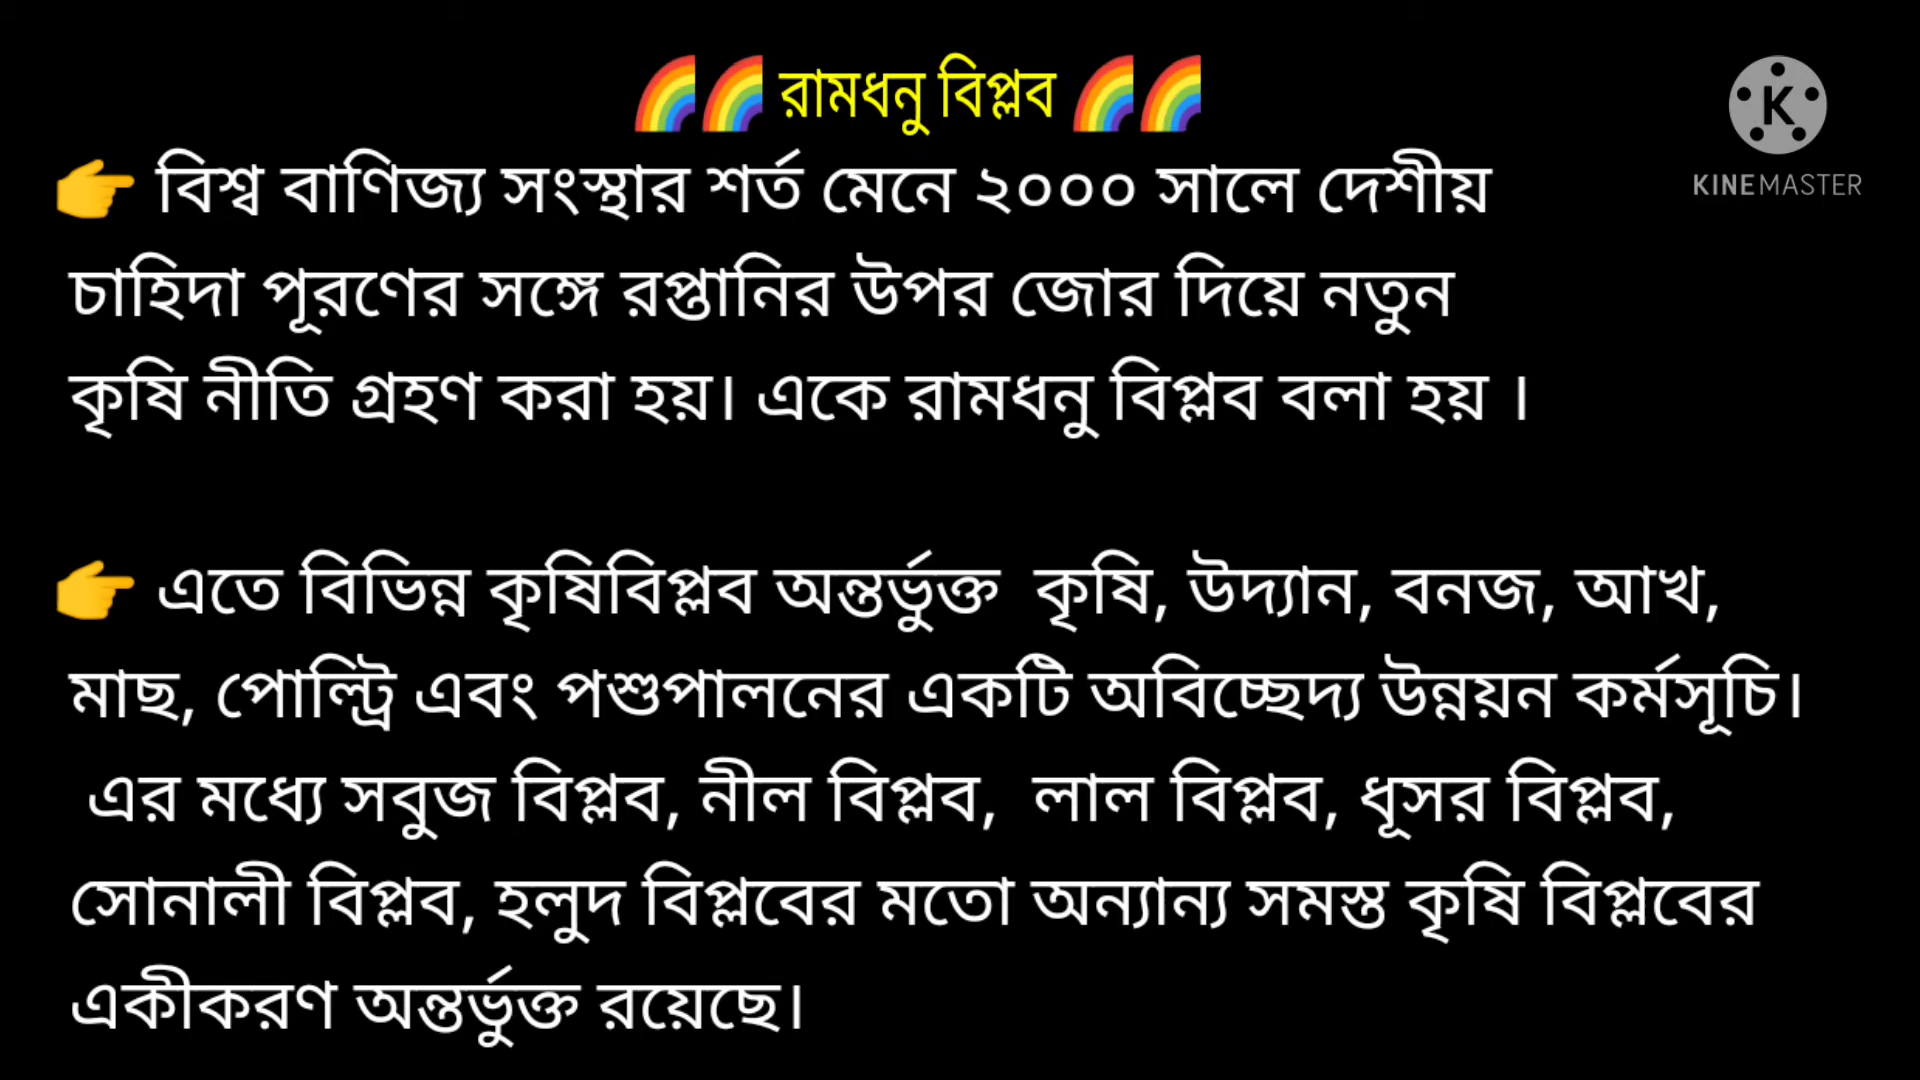 🌈🌈 রামধনু বিপ্লব 🌈🌈
👉 বিশ্ব বাণিজ্য সংস্থার শর্ত মেনে ২০০০ সালে দেশীয়
চাহিদা পূরণের সঙ্গে রপ্তানির উপর জোর দিয়ে নতুন
কৃষি নীতি গ্রহণ করা হয়। একে রামধনু বিপ্লব বলা হয় ।
👉 এতে বিভিন্ন কৃষিবিপ্লব অন্তর্ভুক্ত কৃষি, উদ্যান, বনজ, আখ,
মাছ, পোল্ট্রি এবং পশুপালনের একটি অবিচ্ছেদ্য উন্নয়ন কর্মসূচি।
এর মধ্যে সবুজ বিপ্লব, নীল বিপ্লব, লাল বিপ্লব, ধূসর বিপ্লব,
সোনালী বিপ্লব, হলুদ বিপ্লবের মতো অন্যান্য সমস্ত কৃষি বিপ্লবের
একীকরণ অন্তর্ভুক্ত রয়েছে।
K
KINEMASTER